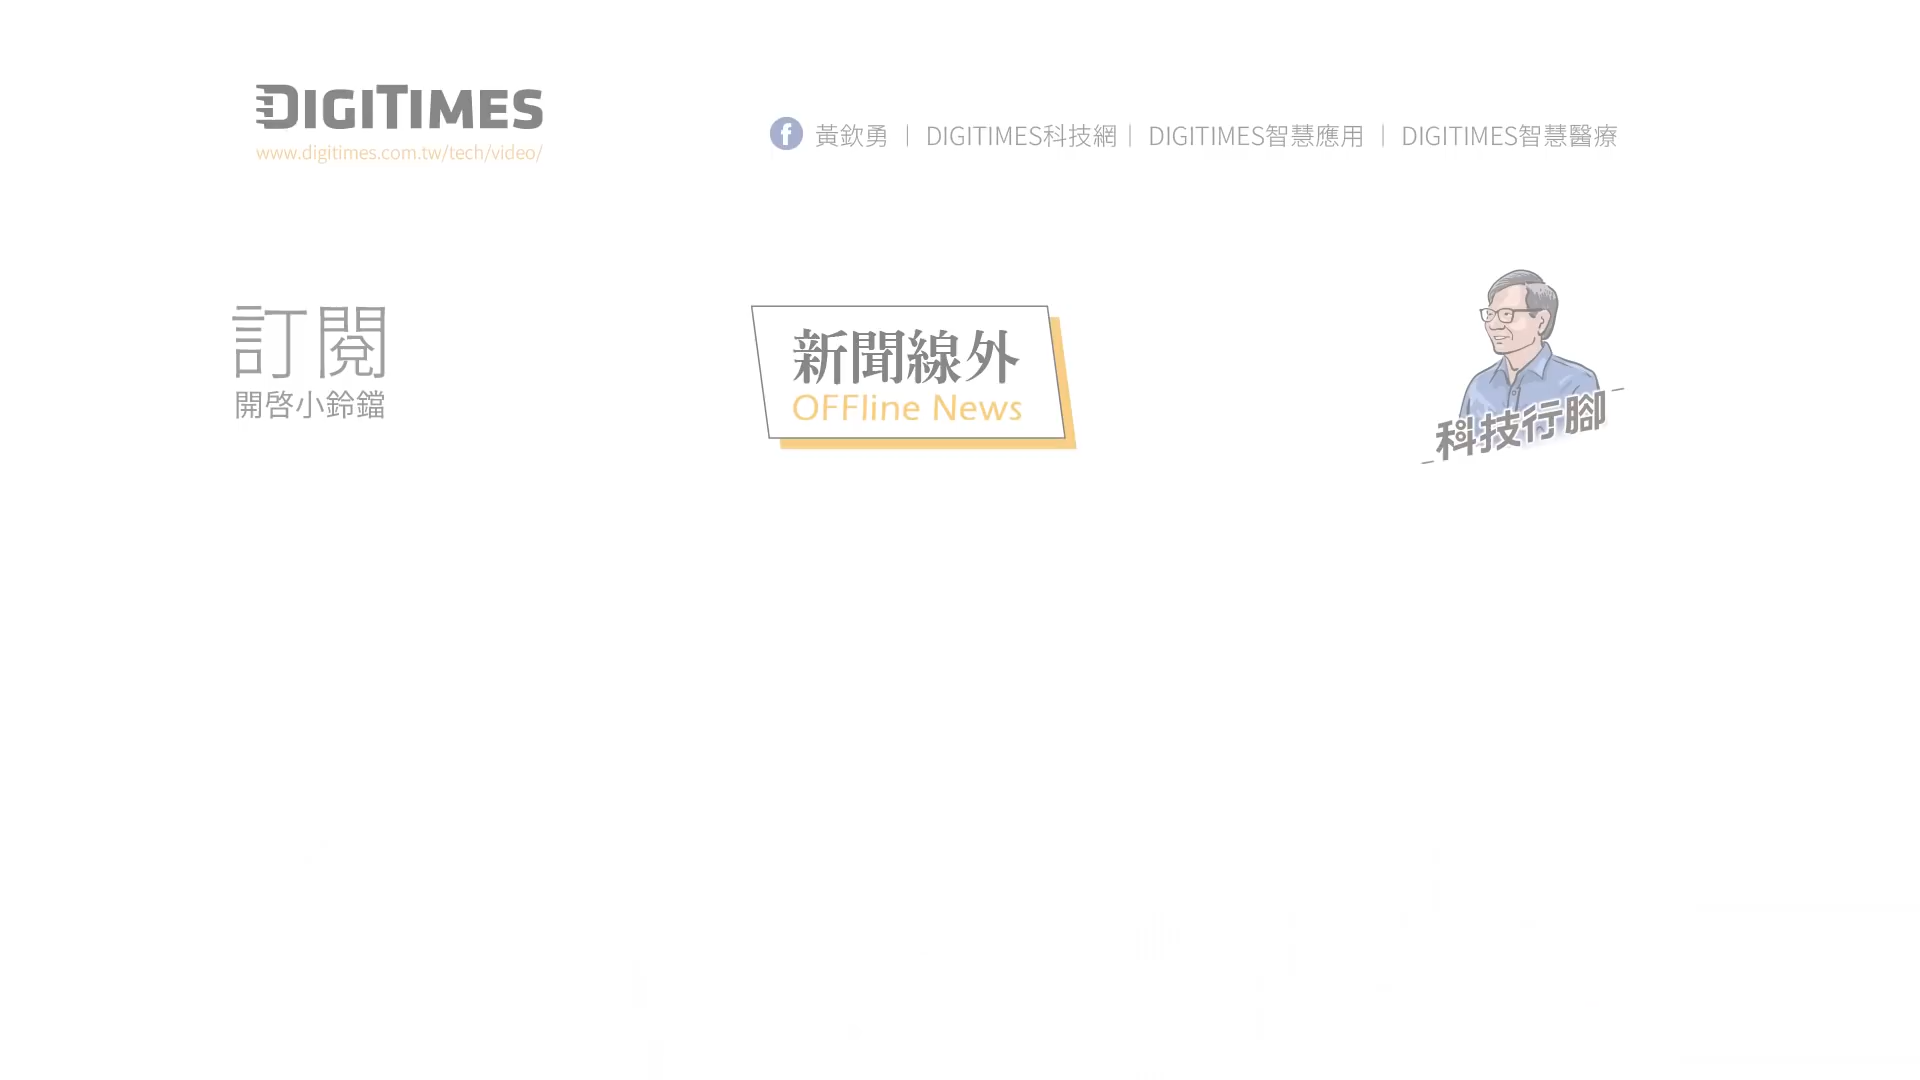 DIGITIMES
www.digitimes.com.tw/tech/video/
f 黃欽勇 | DIGITIMES科技網 | DIGITIMES智慧應用 | DIGITIMES智慧醫療
訂閱
開啓小鈴鐺
新聞線外
OFFline News
科技行腳